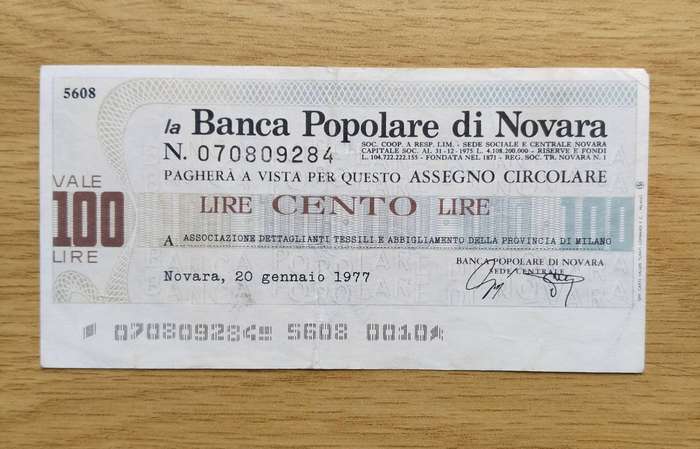 5608
la Banca Popolare di Novara
N. 070809284
SOC. COOP. A RESP. LIM. - SEDE SOCIALE E CENTRALE NOVARA
CAPITALE SOC. AL 31-12-1975 L. 4.108.200.000 - RISERVE E FONDI
L. 104.722.222.155 - FONDATA NEL 1871 - REG. SOC. TR. NOVARA N. 1
PAGHERÀ A VISTA PER QUESTO ASSEGNO CIRCOLARE
VALE
100
LIRE
LIRE CENTO LIRE
100
A ASSOCIAZIONE DETTAGLIANTI TESSILI E ABBIGLIAMENTO DELLA PROVINCIA DI MILANO
Novara, 20 gennaio 1977
BANCA POPOLARE DI NOVARA
SEDE CENTRALE
070809284 5608 0010